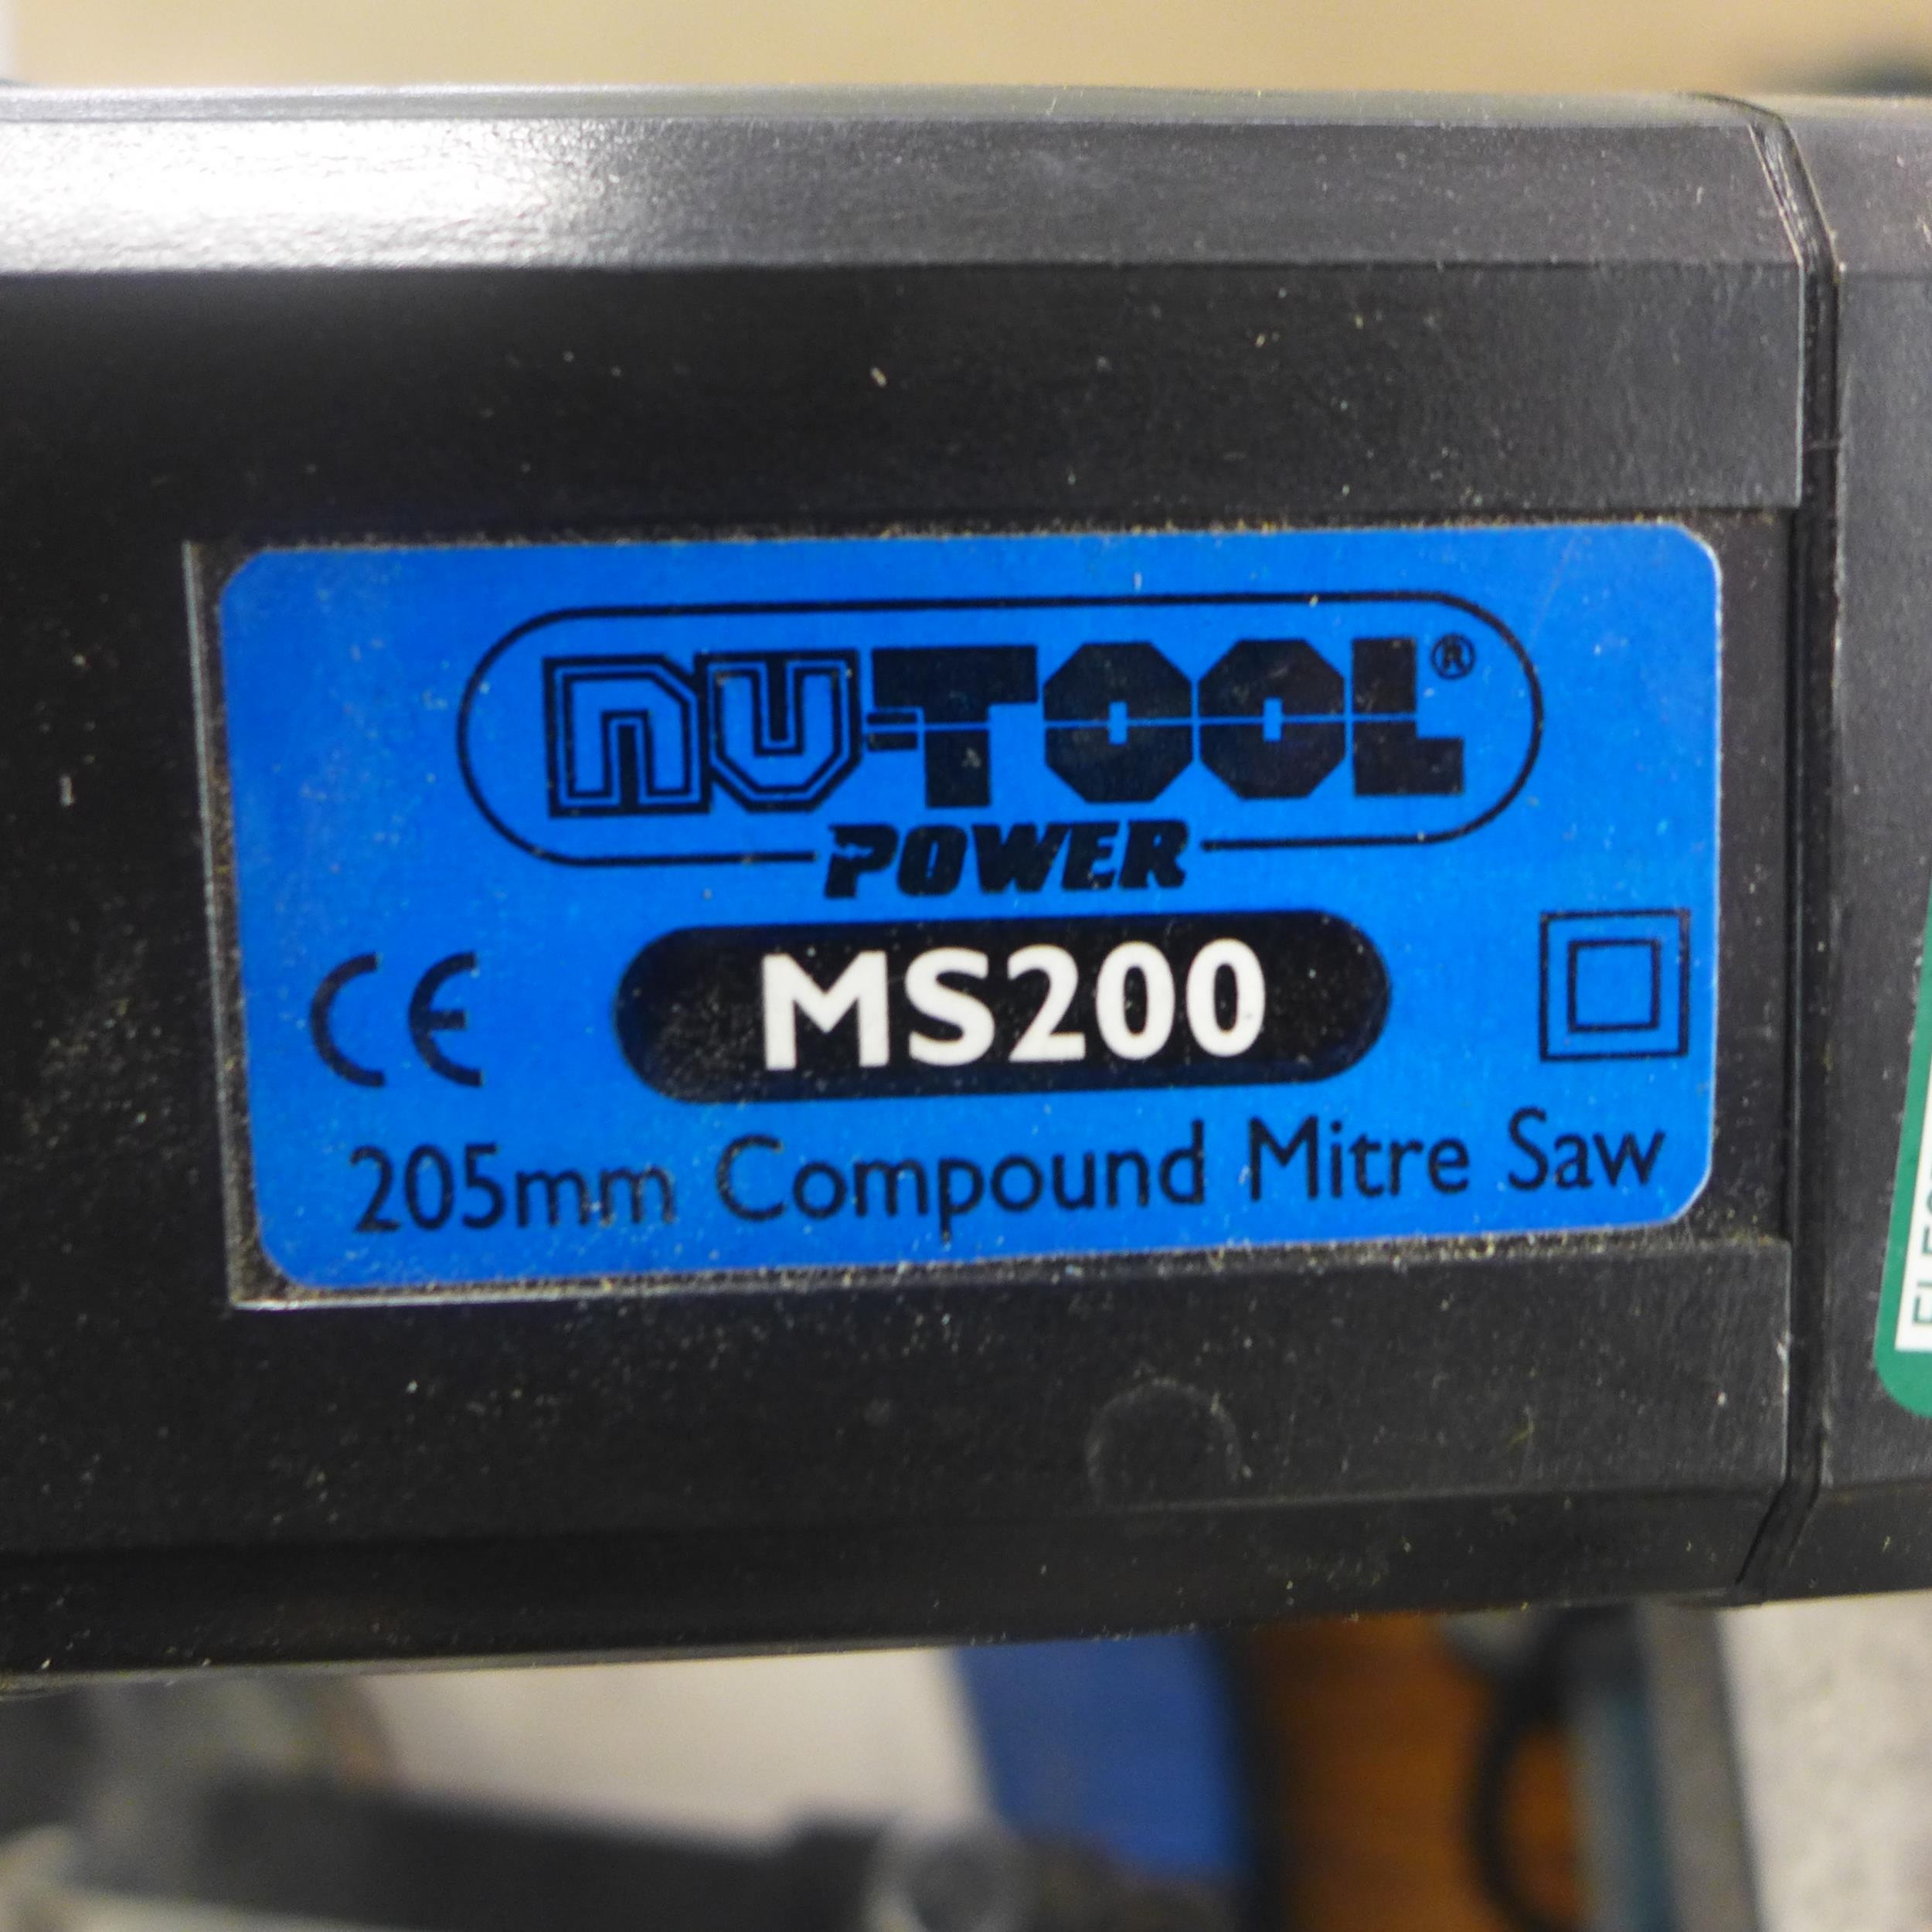 NU-TOOL®
POWER
CE
MS200
205mm Compound Mitre Saw